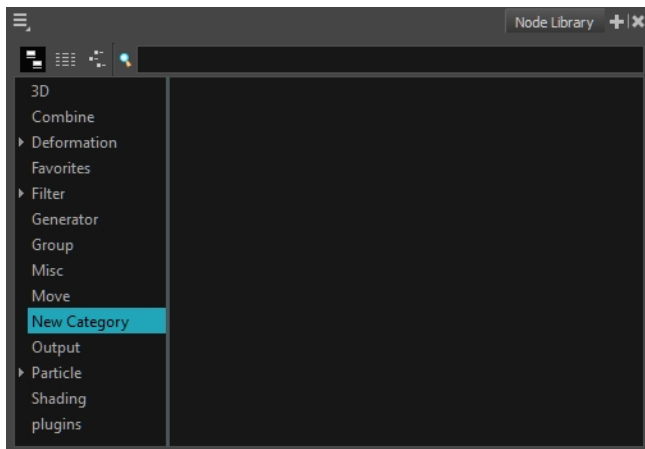 Node Library
3D
Combine
Deformation
Favorites
Filter
Generator
Group
Misc
Move
New Category
Output
Particle
Shading
plugins